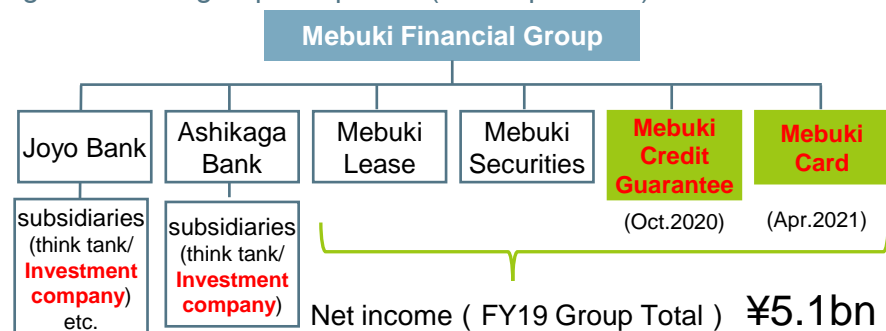 Mebuki Financial Group
Joyo Bank
Ashikaga
Bank
Mebuki
Lease
Mebuki
Securities
Mebuki
Credit
Guarantee
Mebuki
Card
(Oct.2020)
(Apr.2021)
subsidiaries
(think tank/
Investment
company)
etc.
subsidiaries
(think tank/
Investment
company)
Net income ( FY19 Group Total ) ¥5.1bn